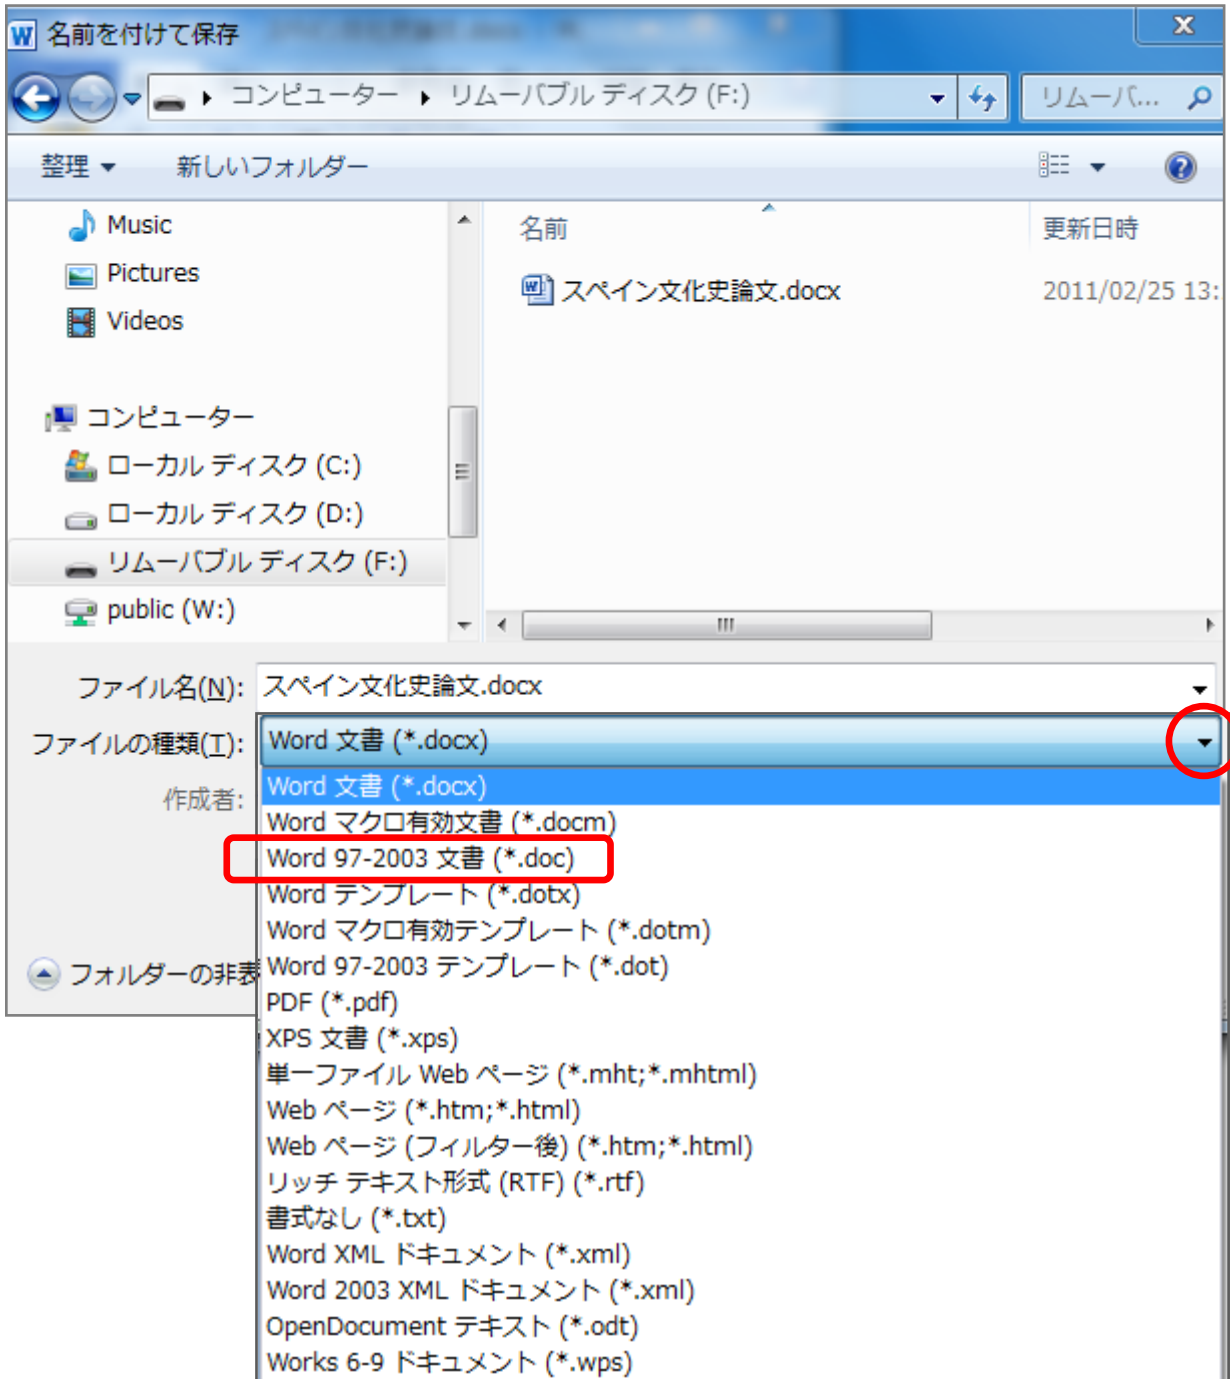 名前を付けて保存
コンピューター ▸ リムーバブル ディスク (F:)
リムーバ...
整理 新しいフォルダー
Music
Pictures
Videos
コンピューター
ローカル ディスク (C:)
ローカル ディスク (D:)
リムーバブル ディスク (F:)
public (W:)
名前 更新日時
スペイン文化史論文.docx 2011/02/25 13:
ファイル名(N): スペイン文化史論文.docx
ファイルの種類(T): Word 文書 (*.docx)
作成者:
フォルダーの非表
Word 文書 (*.docx)
Word マクロ有効文書 (*.docm)
Word 97-2003 文書 (*.doc)
Word テンプレート (*.dotx)
Word マクロ有効テンプレート (*.dotm)
Word 97-2003 テンプレート (*.dot)
PDF (*.pdf)
XPS 文書 (*.xps)
単一ファイル Web ページ (*.mht;*.mhtml)
Web ページ (*.htm;*.html)
Web ページ (フィルター後) (*.htm;*.html)
リッチ テキスト形式 (RTF) (*.rtf)
書式なし (*.txt)
Word XML ドキュメント (*.xml)
Word 2003 XML ドキュメント (*.xml)
OpenDocument テキスト (*.odt)
Works 6-9 ドキュメント (*.wps)